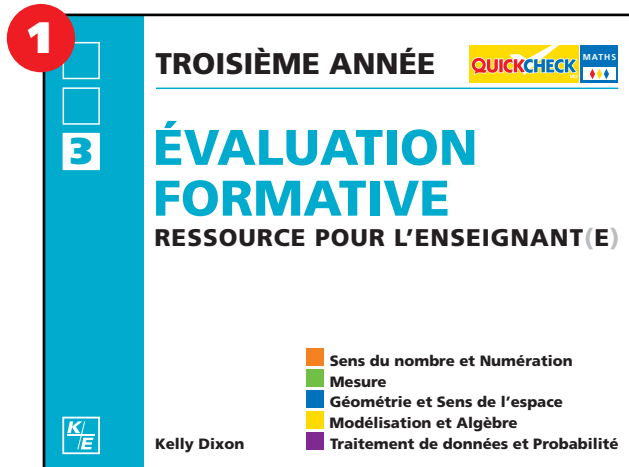 1
TROISIÈME ANNÉE
QUICKCHECK MATHS
3
ÉVALUATION
FORMATIVE
RESSOURCE POUR L'ENSEIGNANT(E)
Sens du nombre et Numération
Mesure
Géométrie et Sens de l'espace
Modélisation et Algèbre
Traitement de données et Probabilité
K/E
Kelly Dixon